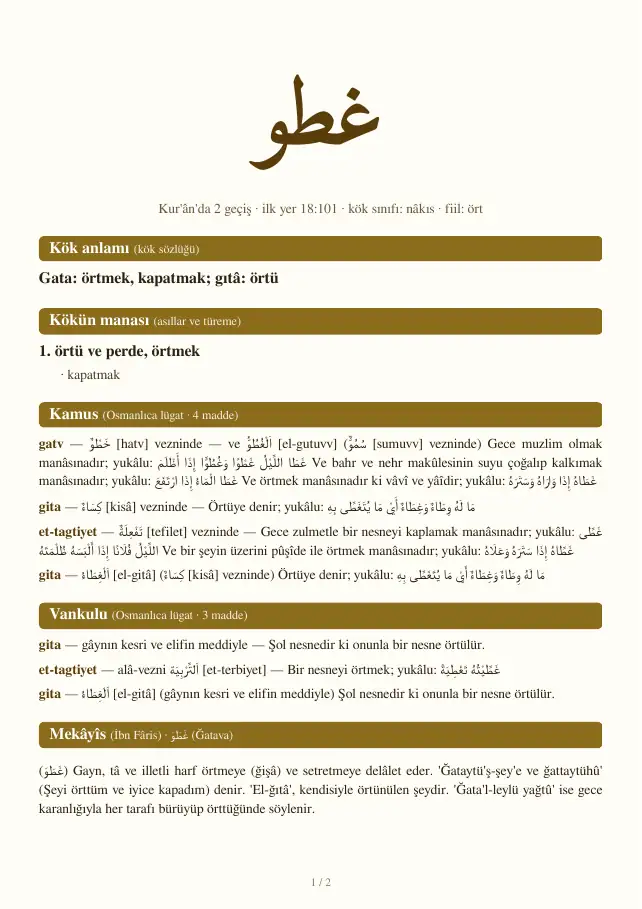 غطو
Kur'ân'da 2 geçiş · ilk yer 18:101 · kök sınıfı: nâkıs · fiil: ört
Kök anlamı (kök sözlüğü)
Gata: örtmek, kapatmak; gıtâ: örtü
Kökün manası (asıllar ve türeme)
1. örtü ve perde, örtmek
· kapatmak
Kamus (Osmanlıca lügat · 4 madde)
gatv — خَطْوٌ [hatv] vezninde — ve اَلْغُطُوُّ [el-gutuvv] (سُمُوٌّ [sumuvv] vezninde) Gece muzlim olmak
manâsınadır; yukâlu: غَطَا اللَّيْلُ غَطْوًا وَغُطُوًّا إِذَا أَظْلَمَ Ve bahr ve nehr makûlesinin suyu çoğalıp kalkımak
manâsınadır; yukâlu: غَطَا الْمَاءُ إِذَا ارْتَفَعَ Ve örtmek manâsınadır ki vâvî ve yâîdir; yukâlu: غَطَاهُ إِذَا وَارَاهُ وَسَتَرَهُ
gita — كِسَاءٌ [kisâ] vezninde — Örtüye denir; yukâlu: مَا لَهُ وِطَاءٌ وَغِطَاءٌ أَيْ مَا يُتَغَطَّى بِهِ
et-tagtiyet — تَفْعِلَةٌ [tefilet] vezninde — Gece zulmetle bir nesneyi kaplamak manâsınadır; yukâlu: غَطَّى
اللَّيْلُ فُلَانًا إِذَا أَلْبَسَهُ ظُلْمَتَهُ Ve bir şeyin üzerini pûşîde ile örtmek manâsınadır; yukâlu: غَطَّاهُ إِذَا سَتَرَهُ وَعَلَاهُ
gita — اَلْغِطَاءُ [el-gitâ] (كِسَاءٌ [kisâ] vezninde) Örtüye denir; yukâlu: مَا لَهُ وِطَاءٌ وَغِطَاءٌ أَيْ مَا يُتَغَطَّى بِهِ
Vankulu (Osmanlıca lügat · 3 madde)
gita — gâynın kesri ve elifin meddiyle — Şol nesnedir ki onunla bir nesne örtülür.
et-tagtiyet — alâ-vezni اَلتَّرْبِيَة [et-terbiyet] — Bir nesneyi örtmek; yukâlu: غَطَّيْتُهُ تَغْطِيَةً
gita — اَلْغِطَاءُ [el-gitâ] (gâynın kesri ve elifin meddiyle) Şol nesnedir ki onunla bir nesne örtülür.
Mekâyîs (İbn Fâris) · غَطَوَ (Ğatava)
(غَطَوَ) Gayn, tâ ve illetli harf örtmeye (ğişâ) ve setretmeye delâlet eder. 'Ğataytü'ş-şey'e ve ğattaytühû'
(Şeyi örttüm ve iyice kapadım) denir. 'El-ğıtâ', kendisiyle örtünülen şeydir. 'Ğata'l-leylü yağtû' ise gece
karanlığıyla her tarafı bürüyüp örttüğünde söylenir.
1 / 2